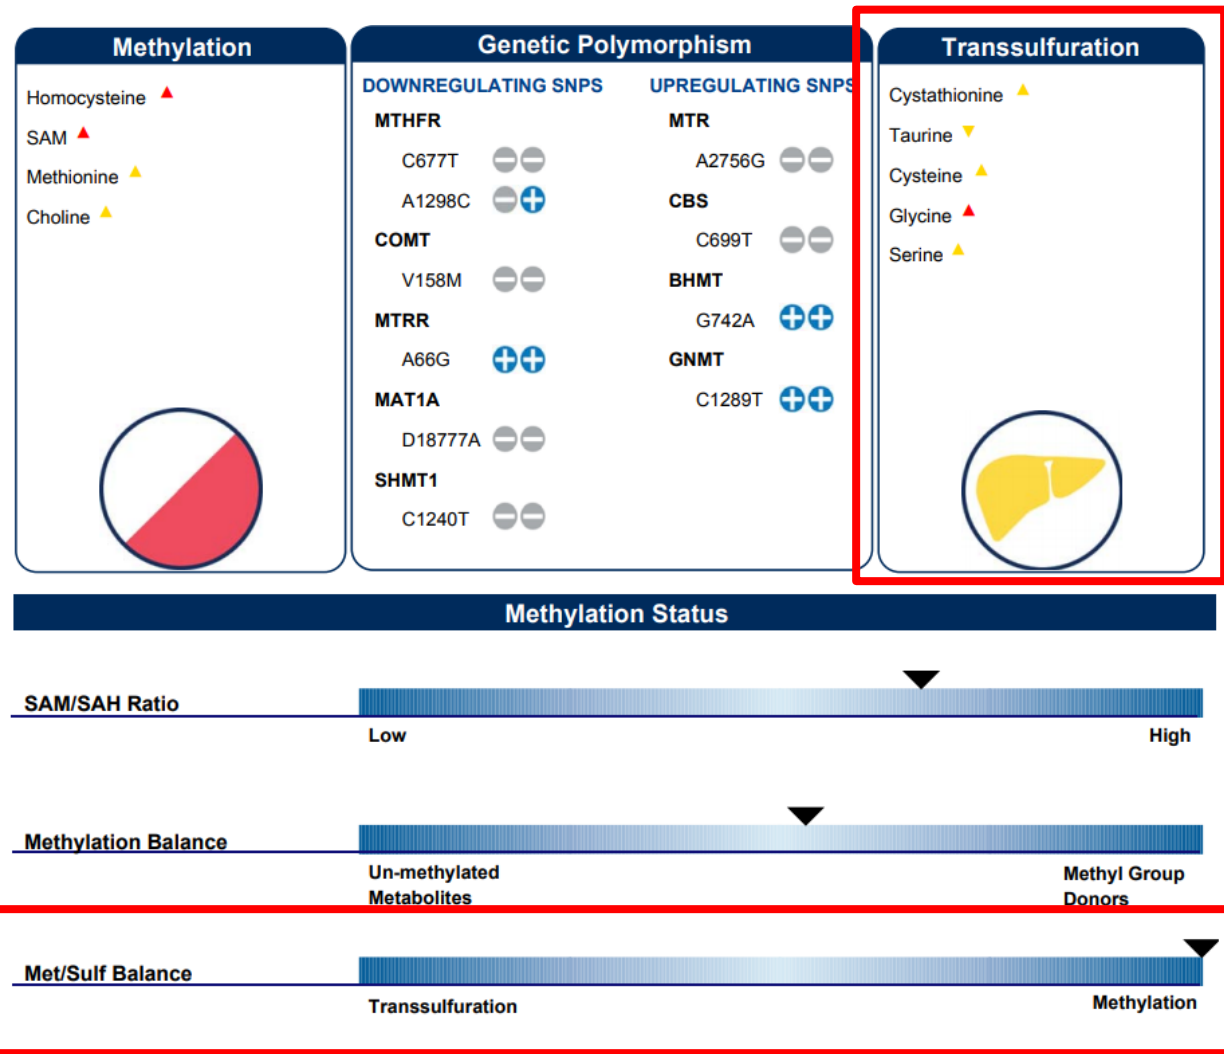 Methylation
Homocysteine
SAM
Methionine
Choline
Genetic Polymorphism
DOWNREGULATING SNPS
MTHFR
C677T
A1298C
COMT
V158M
MTRR
A66G
MAT1A
D18777A
SHMT1
C1240T
UPREGULATING SNPS
MTR
A2756G
CBS
C699T
BHMT
G742A
GNMT
C1289T
Transsulfuration
Cystathionine
Taurine
Cysteine
Glycine
Serine
Methylation Status
SAM/SAH Ratio
Low
High
Methylation Balance
Un-methylated
Metabolites
Methyl Group
Donors
Met/Sulf Balance
Transsulfuration
Methylation